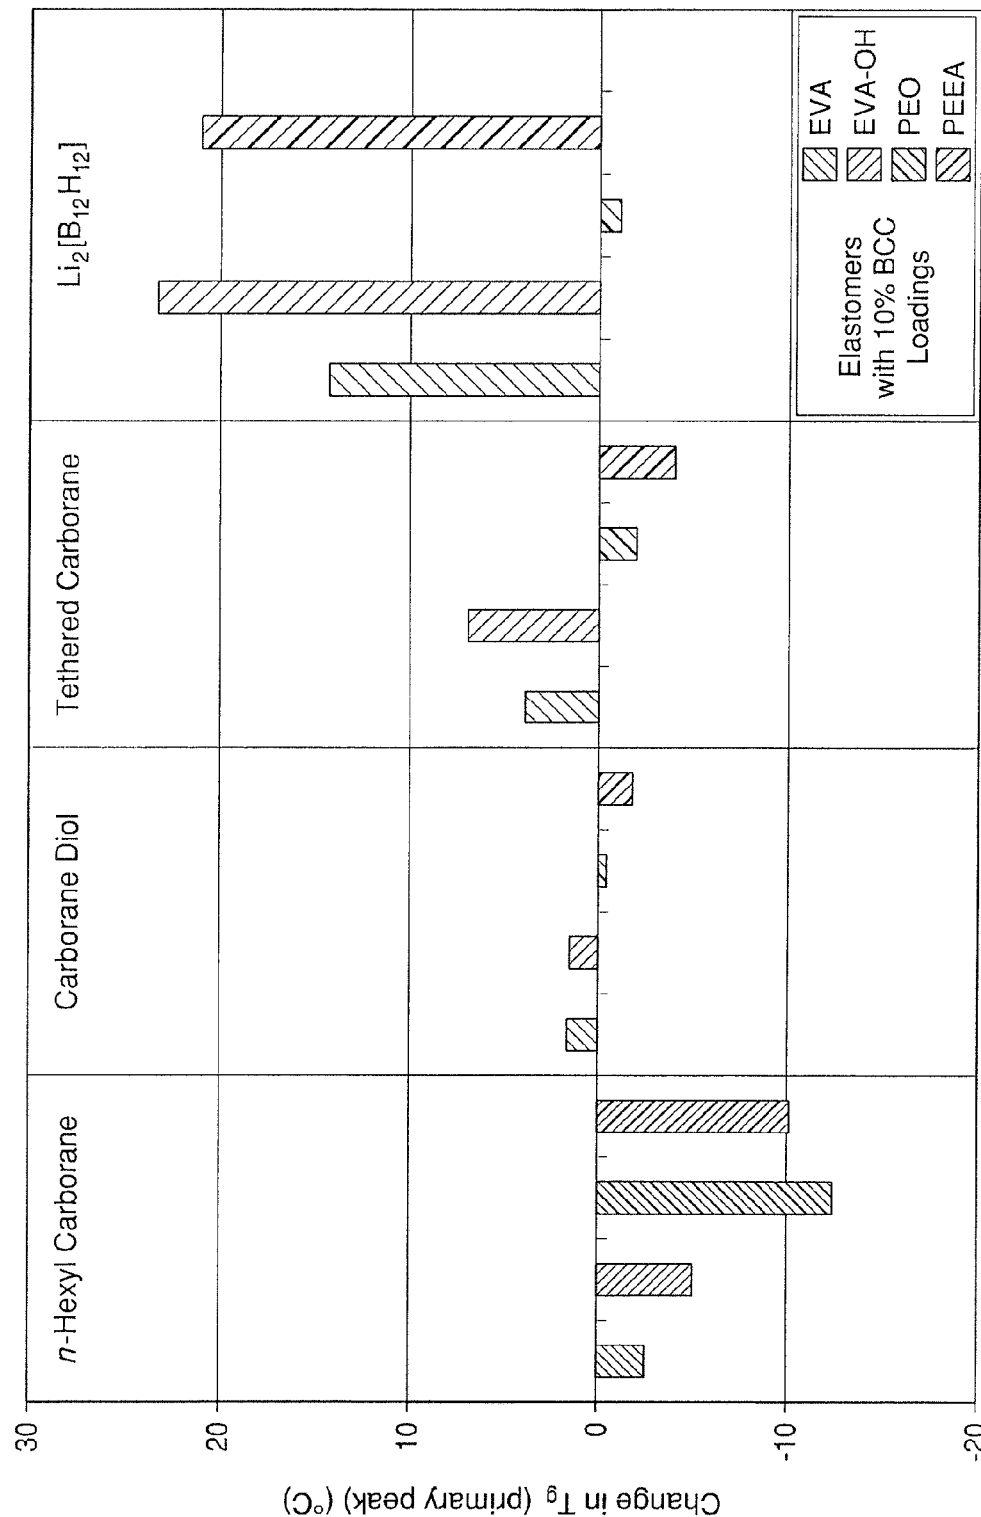 n-Hexyl Carborane
Carborane Diol
Tethered Carborane
Li₂[B₁₂H₁₂]
30
20
10
0
-10
-20
Change in Tg (primary peak) (°C)
Elastomers
with 10% BCC
Loadings
EVA
EVA-OH
PEO
PEEA